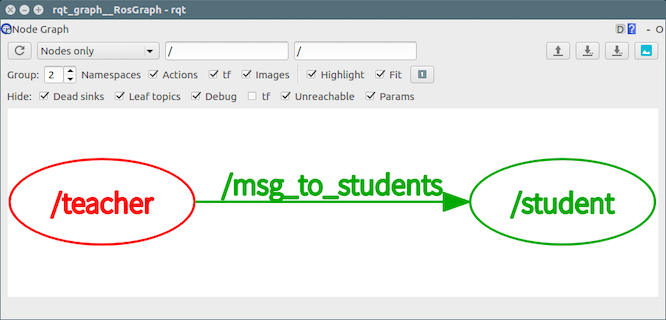 rqt_graph__RosGraph - rqt
Node Graph
D ? - O
Nodes only / /
Group: 2 Namespaces Actions tf Images Highlight Fit
Hide: Dead sinks Leaf topics Debug tf Unreachable Params
/teacher /msg_to_students /student